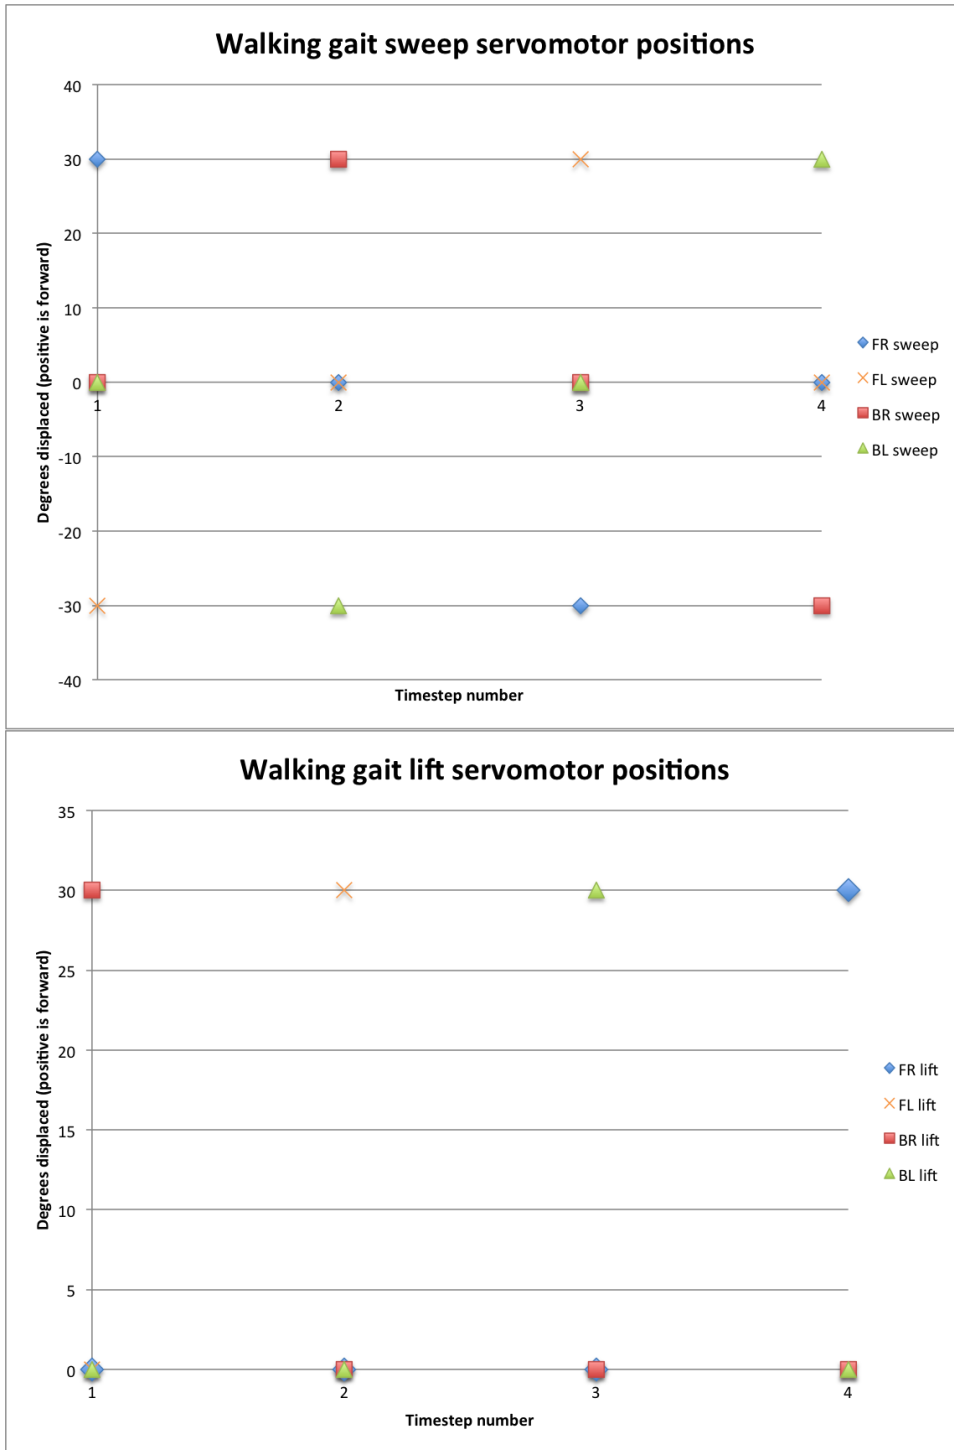 Walking gait sweep servomotor positions
40
30
20
10
0
-10
-20
-30
-40
1
2
3
4
Degrees displaced (positive is forward)
Timestep number
FR sweep
FL sweep
BR sweep
BL sweep
Walking gait lift servomotor positions
35
30
25
20
15
10
5
0
1
2
3
4
Degrees displaced (positive is forward)
Timestep number
FR lift
FL lift
BR lift
BL lift